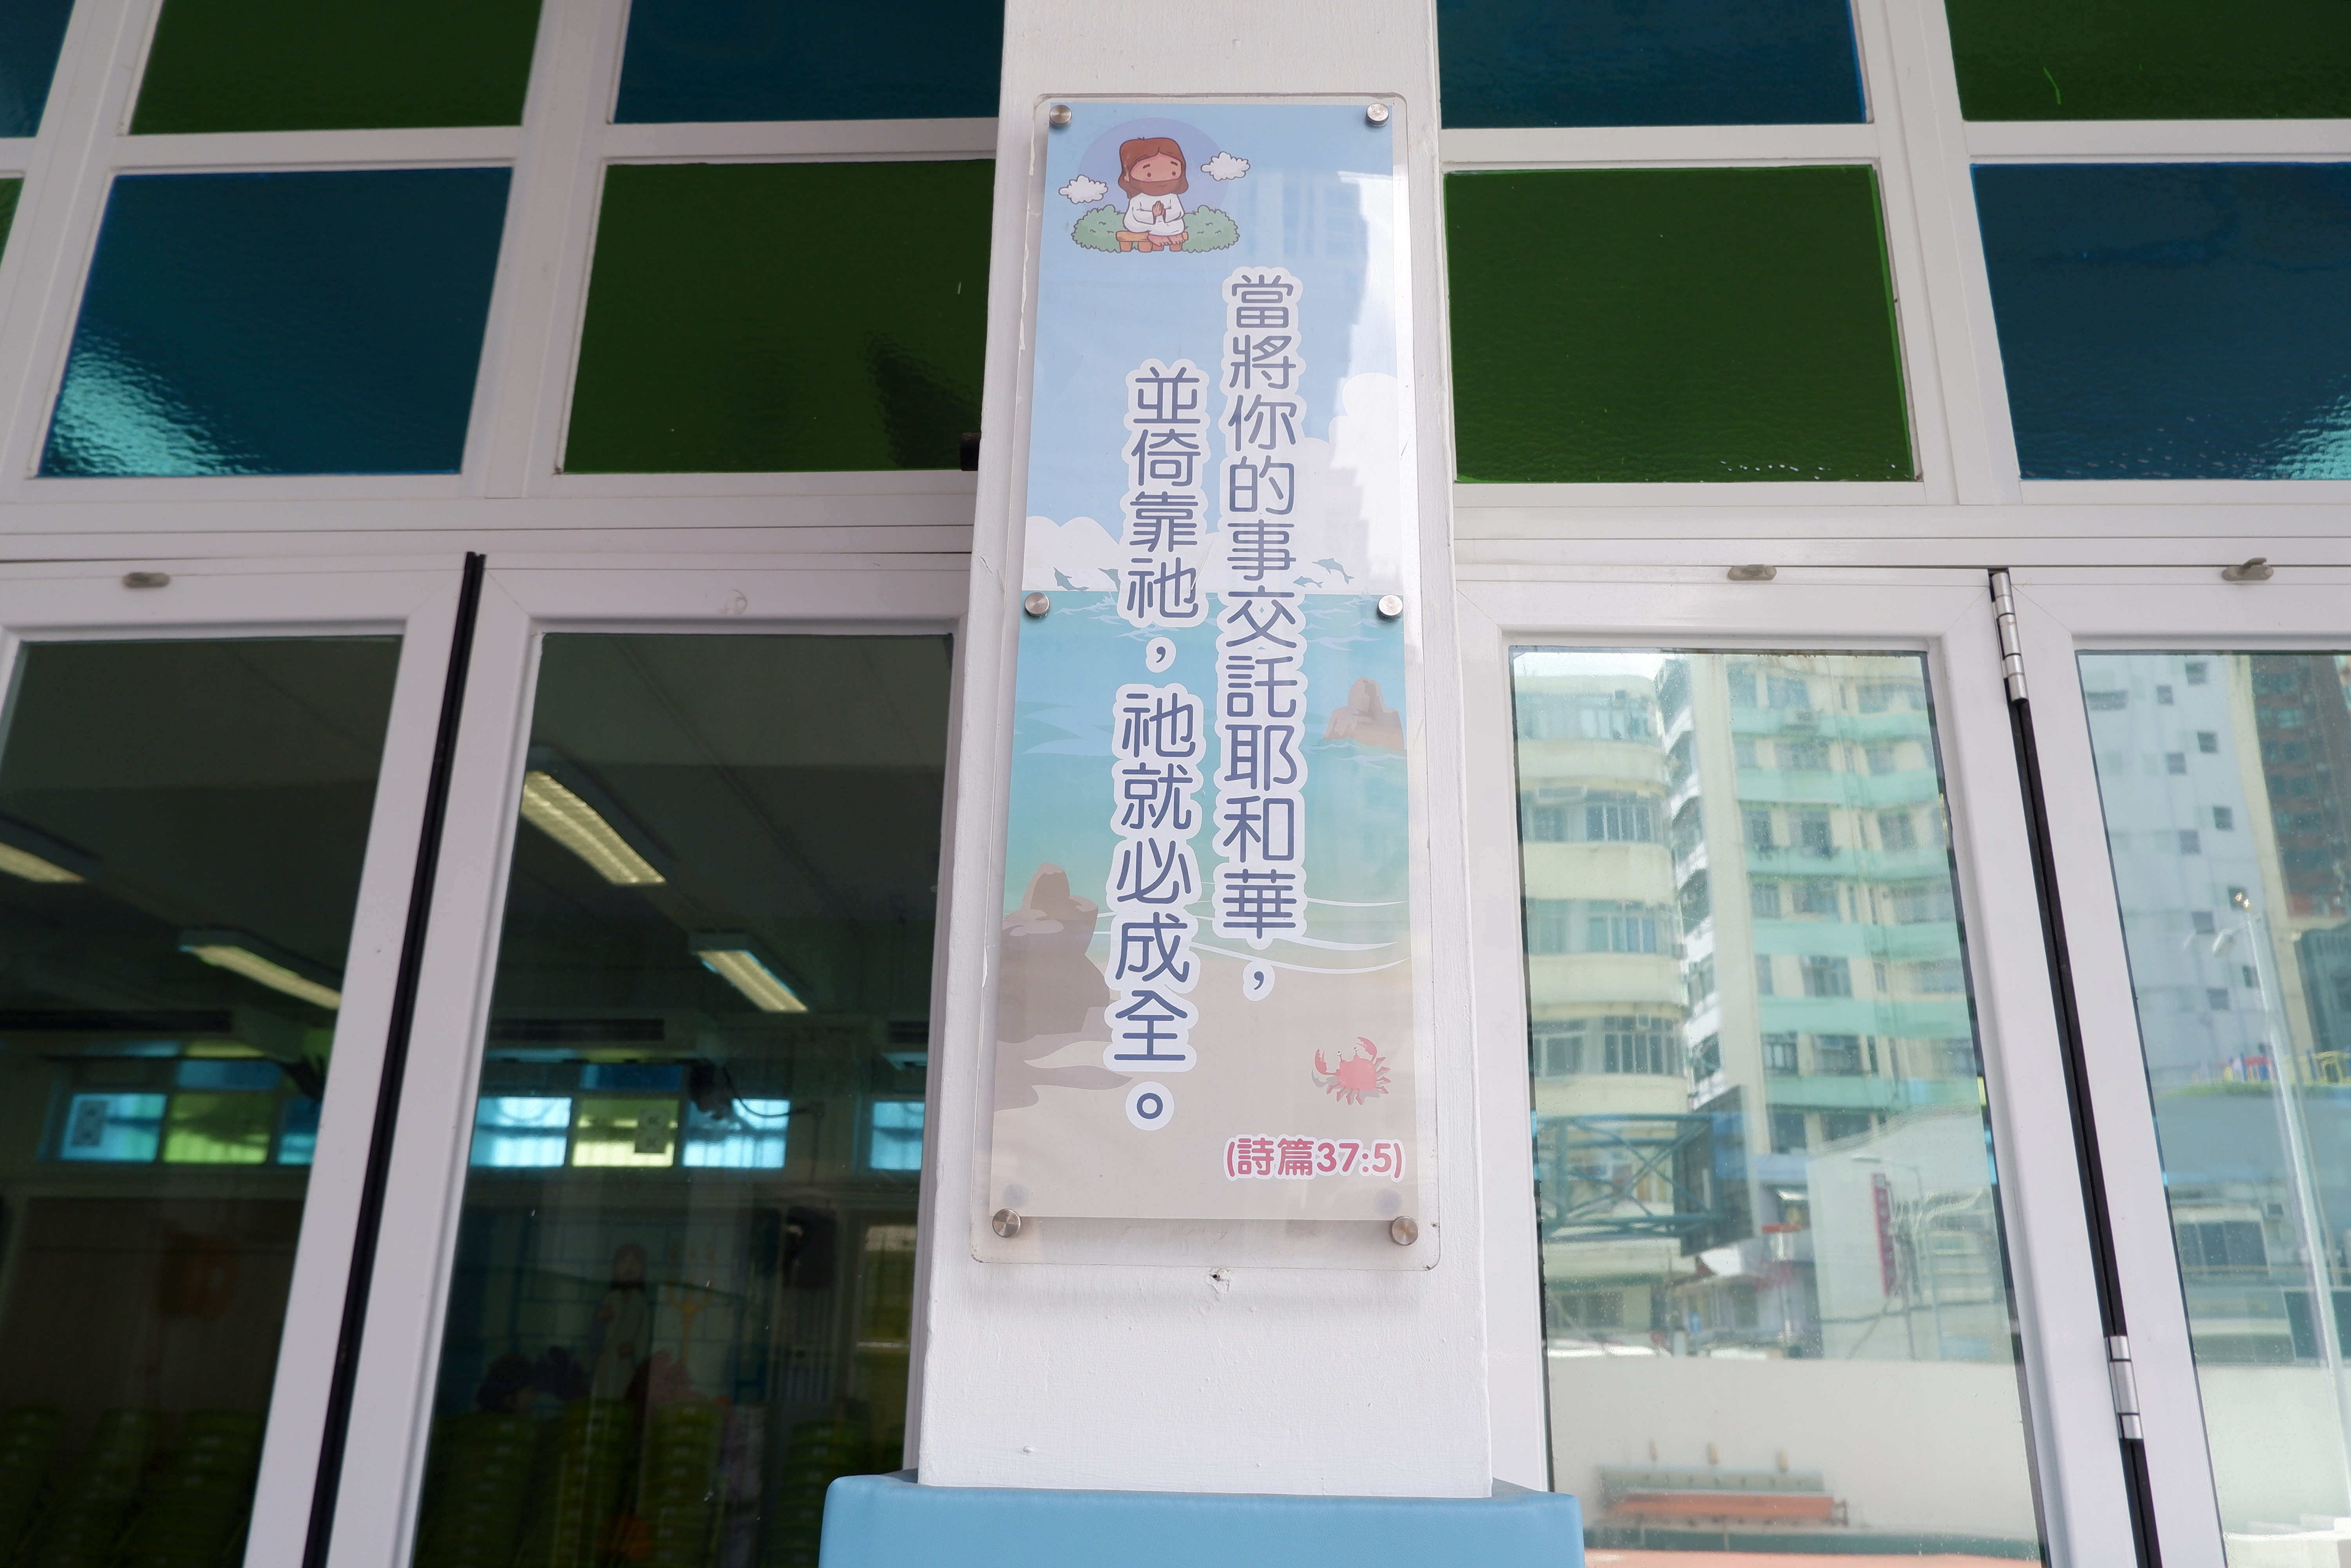 當將你的事交託耶和華，
並倚靠祂，祂就必成全。
(詩篇37:5)